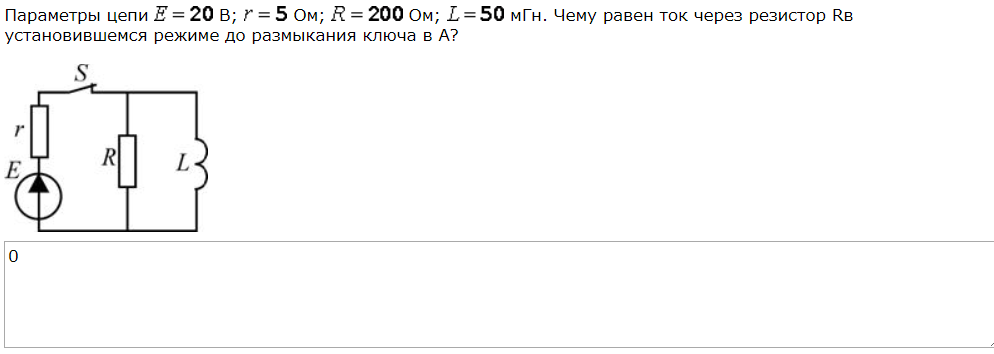 Параметры цепи E = 20 В; r = 5 Ом; R = 200 Ом; L = 50 мГн. Чему равен ток через резистор Rв
установившемся режиме до размыкания ключа в А?
S
r
R
L
E
0